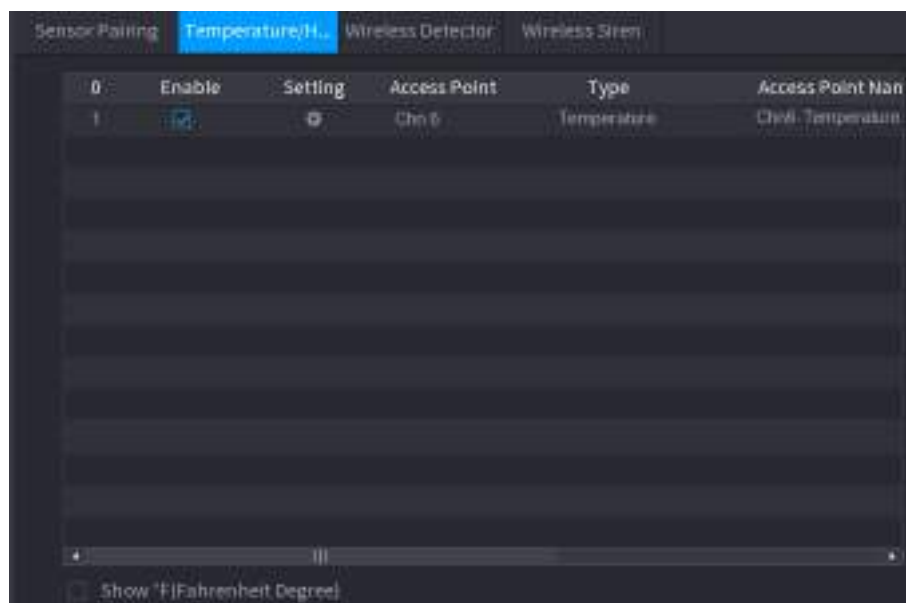 Sensor Pairing Temperature/H... Wireless Detector Wireless Siren
0 Enable Setting Access Point Type Access Point Nam
1 Chn 6 Temperature Chn6-Temperature
Show °F(Fahrenheit Degree)